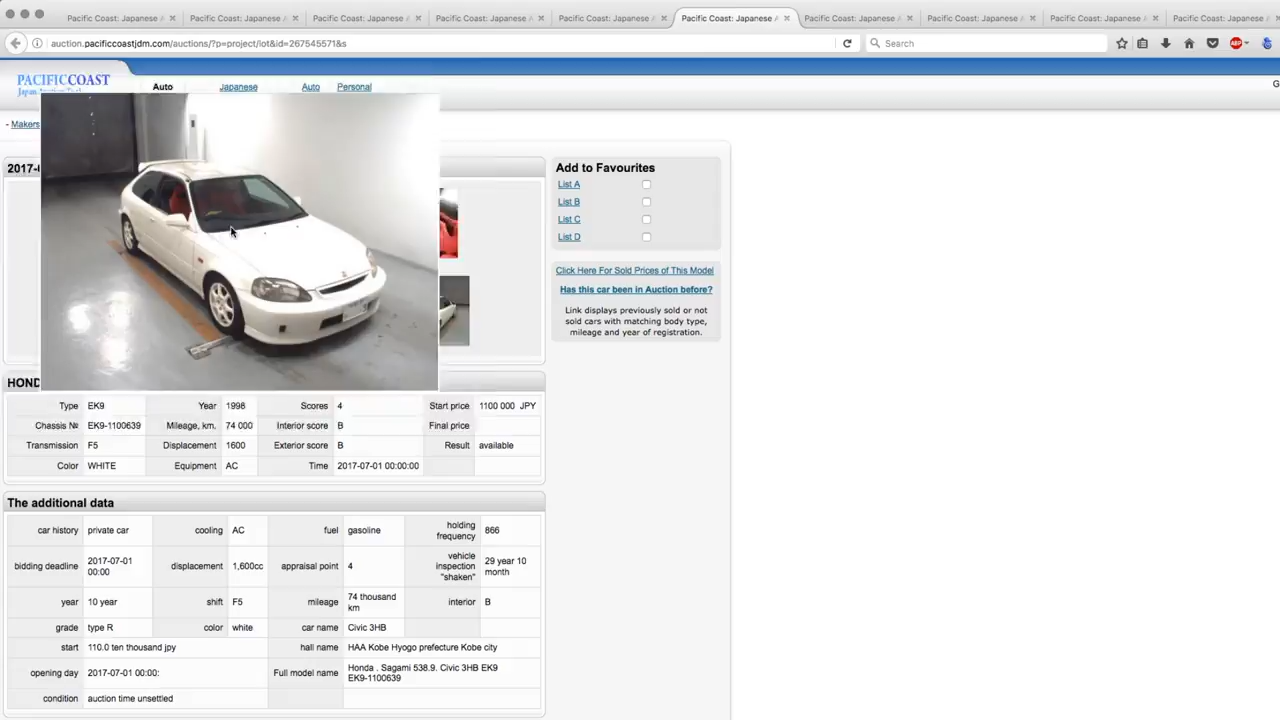 Pacific Coast: Japanese A
Pacific Coast: Japanese A
Pacific Coast: Japanese A
Pacific Coast: Japanese A
Pacific Coast: Japanese A
Pacific Coast: Japanese A
Pacific Coast: Japanese A
Pacific Coast: Japanese A
Pacific Coast: Japanese A
Pacific Coast: Japanese A
auction.pacificcoastjdm.com/auctions/?p=project/lot&id=267545571&s
Search
ABP
PACIFICCOAST
Japan Auction Tool
Auto
Japanese
Auto
Personal
G
- Makers
2017-
Add to Favourites
List A
List B
List C
List D
Click Here For Sold Prices of This Model
Has this car been in Auction before?
Link displays previously sold or not
sold cars with matching body type,
mileage and year of registration.
HOND
Type EK9 Year 1998 Scores 4 Start price 1100 000 JPY
Chassis № EK9-1100639 Mileage, km. 74 000 Interior score B Final price
Transmission F5 Displacement 1600 Exterior score B Result available
Color WHITE Equipment AC Time 2017-07-01 00:00:00
The additional data
car history private car cooling AC fuel gasoline holding frequency 866
bidding deadline 2017-07-01 00:00 displacement 1,600cc appraisal point 4 vehicle inspection "shaken" 29 year 10 month
year 10 year shift F5 mileage 74 thousand km interior B
grade type R color white car name Civic 3HB
start 110.0 ten thousand jpy hall name HAA Kobe Hyogo prefecture Kobe city
opening day 2017-07-01 00:00: Full model name Honda . Sagami 538.9. Civic 3HB EK9 EK9-1100639
condition auction time unsettled